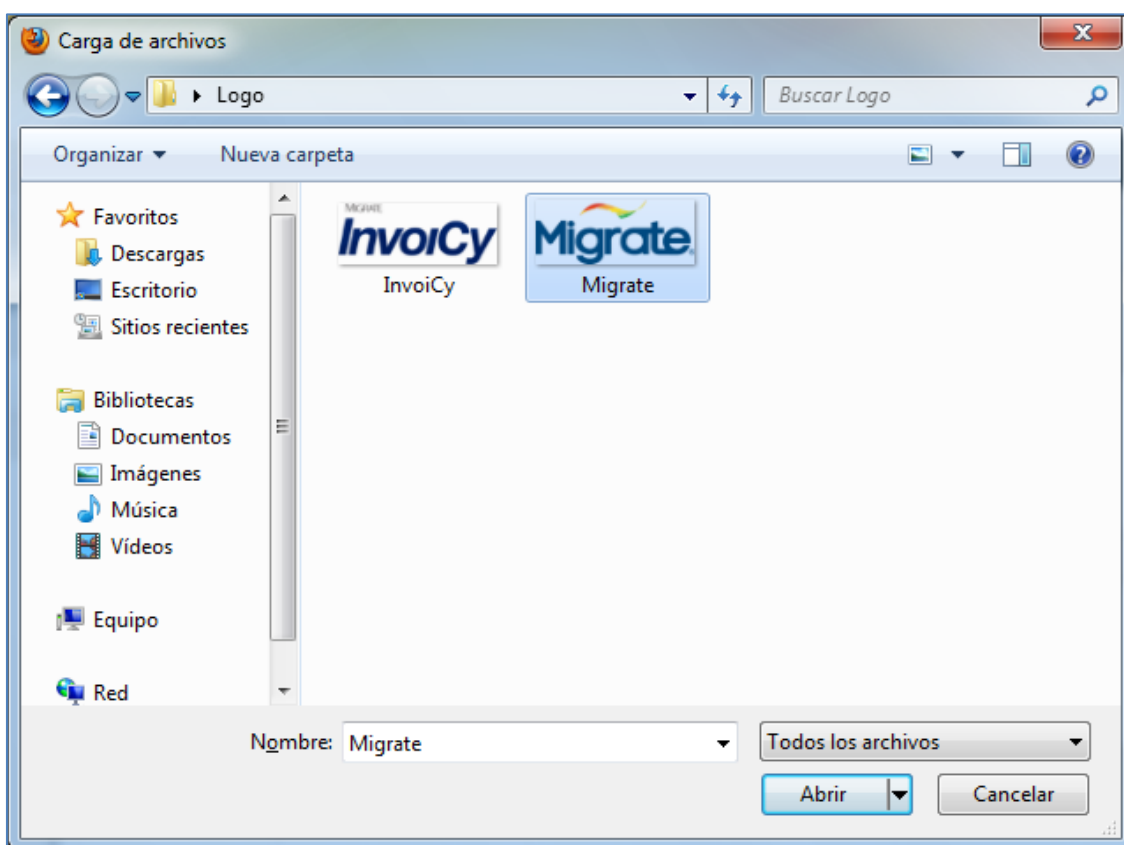 Carga de archivos
Logo
Buscar Logo
Organizar
Nueva carpeta
Favoritos
Descargas
Escritorio
Sitios recientes
Bibliotecas
Documentos
Imágenes
Música
Vídeos
Equipo
Red
MIGRATE
InvoiCy
InvoiCy
Migrate
Migrate
Nombre: Migrate
Todos los archivos
Abrir
Cancelar